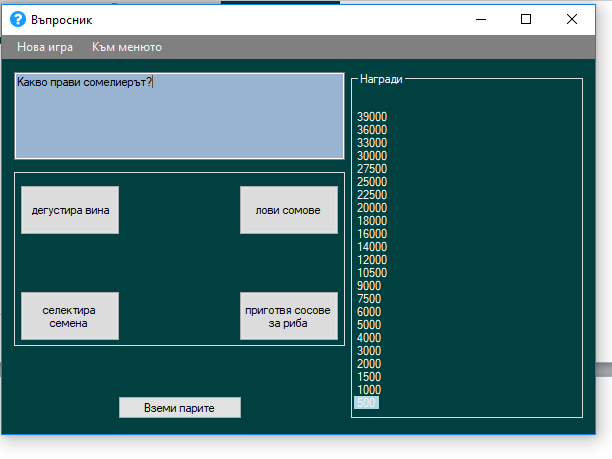 Въпросник
Нова игра Към менюто
Какво прави сомелиерът?
дегустира вина
лови сомове
селектира
семена
приготвя сосове
за риба
Вземи парите
Награди
39000
36000
33000
30000
27500
25000
22500
20000
18000
16000
14000
12000
10500
9000
7500
6000
5000
4000
3000
2000
1500
1000
500